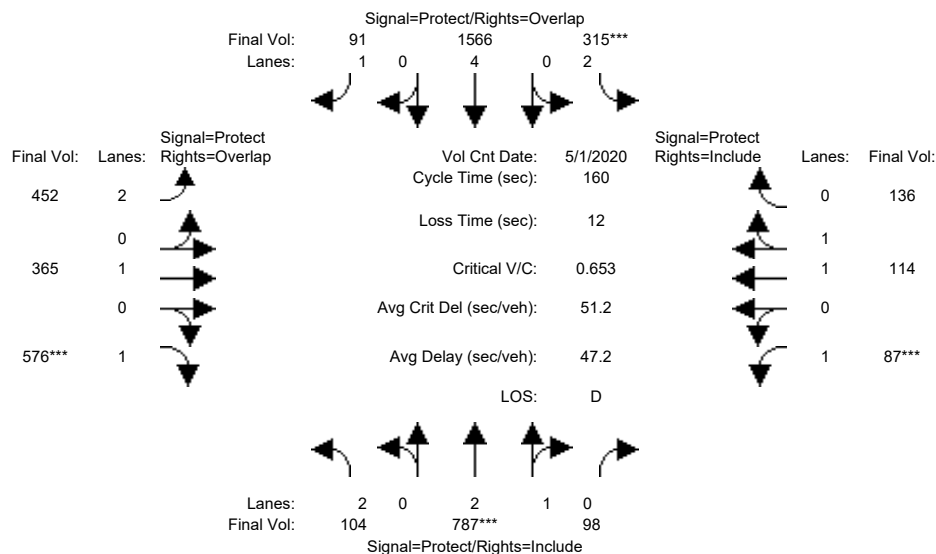 Signal=Protect/Rights=Overlap
Final Vol: 91 1566 315***
Lanes: 1 0 4 0 2
Signal=Protect Signal=Protect
Final Vol: Lanes: Rights=Overlap Vol Cnt Date: 5/1/2020 Rights=Include Lanes: Final Vol:
Cycle Time (sec): 160
452 2 0 136
Loss Time (sec): 12
0 1
365 1 Critical V/C: 0.653 1 114
0 Avg Crit Del (sec/veh): 51.2 0
576*** 1 Avg Delay (sec/veh): 47.2 1 87***
LOS: D
Lanes: 2 0 2 1 0
Final Vol: 104 787*** 98
Signal=Protect/Rights=Include